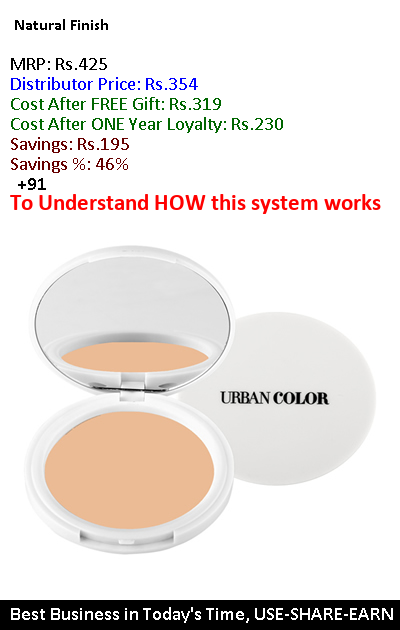 Natural Finish
MRP: Rs.425
Distributor Price: Rs.354
Cost After FREE Gift: Rs.319
Cost After ONE Year Loyalty: Rs.230
Savings: Rs.195
Savings %: 46%
+91
To Understand HOW this system works
URBAN COLOR
Best Business in Today's Time, USE-SHARE-EARN